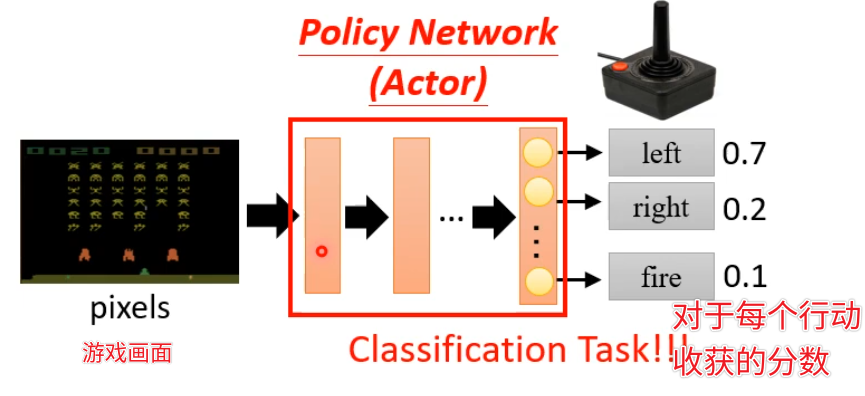 Policy Network
(Actor)
0020 0000
left 0.7
right 0.2
...
fire 0.1
pixels
游戏画面
Classification Task!!!
对于每个行动
收获的分数